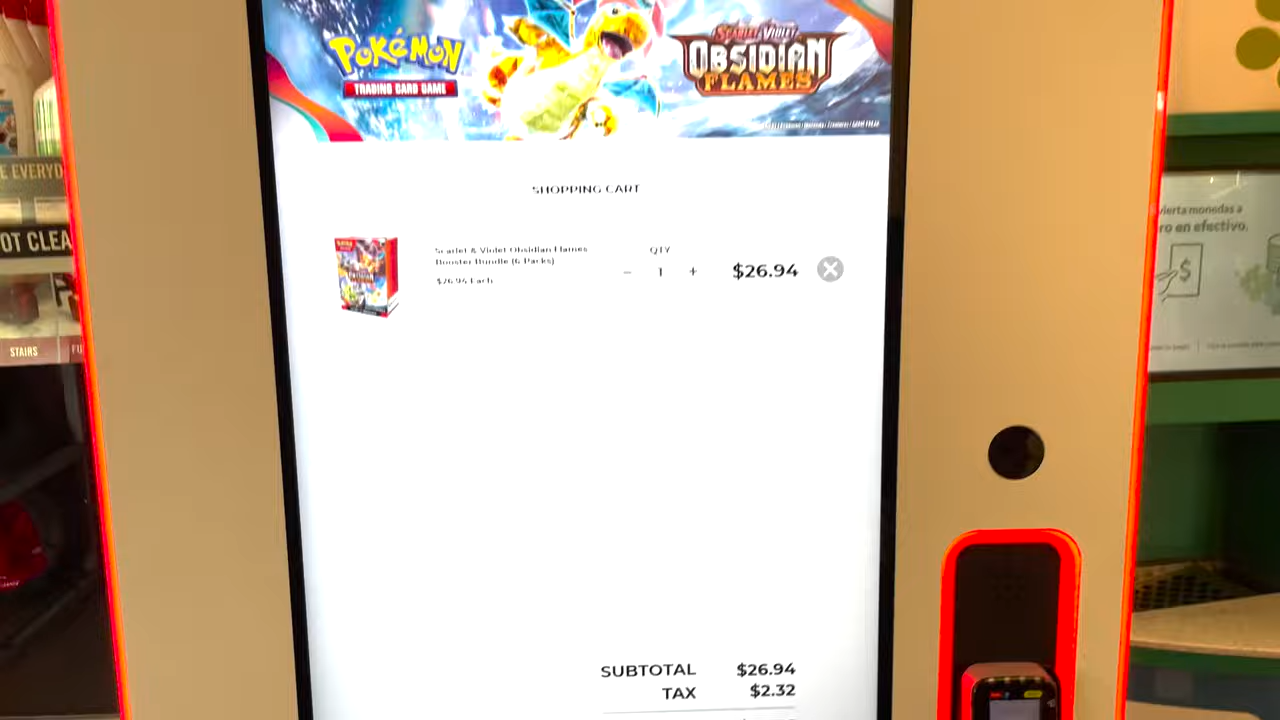 POKéMON
TRADING CARD GAME
SCARLET & VIOLET
OBSIDIAN
FLAMES
SHOPPING CART
Scarlet & Violet Obsidian Flames
Booster Bundle (6 Packs)
$26.94 Each
QTY
− 1 +
$26.94
SUBTOTAL $26.94
TAX $2.32
E EVERYD
OT CLEA
STAIRS
FU
vierta monedas a
ro en efectivo.
$